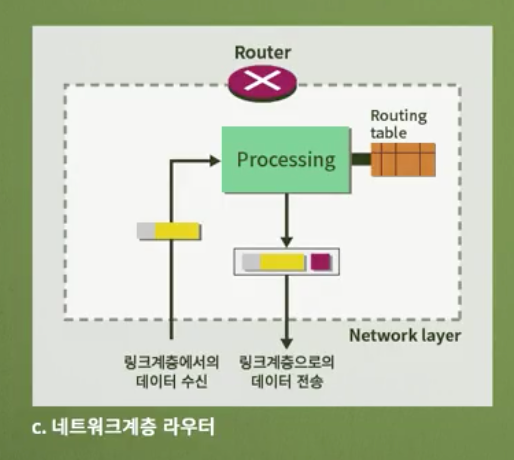 Router
Routing
table
Processing
Network layer
링크계층에서의
데이터 수신
링크계층으로의
데이터 전송
c. 네트워크계층 라우터